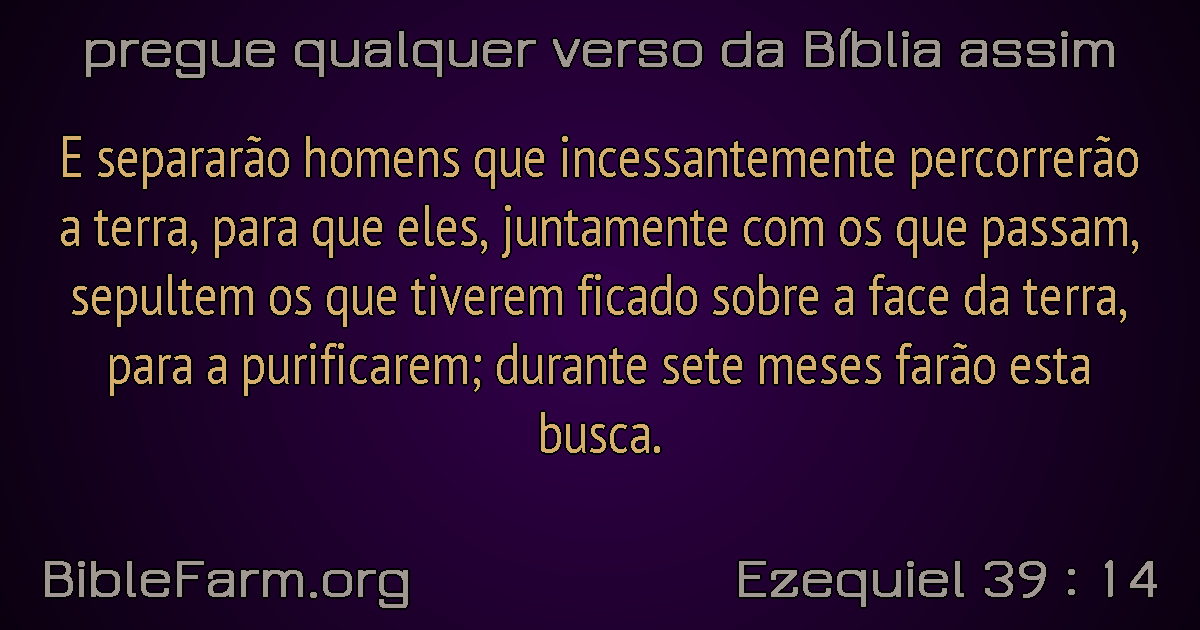 pregue qualquer verso da Bíblia assim
E separarão homens que incessantemente percorrerão
a terra, para que eles, juntamente com os que passam,
sepultem os que tiverem ficado sobre a face da terra,
para a purificarem; durante sete meses farão esta
busca.
BibleFarm.org
Ezequiel 39 : 14